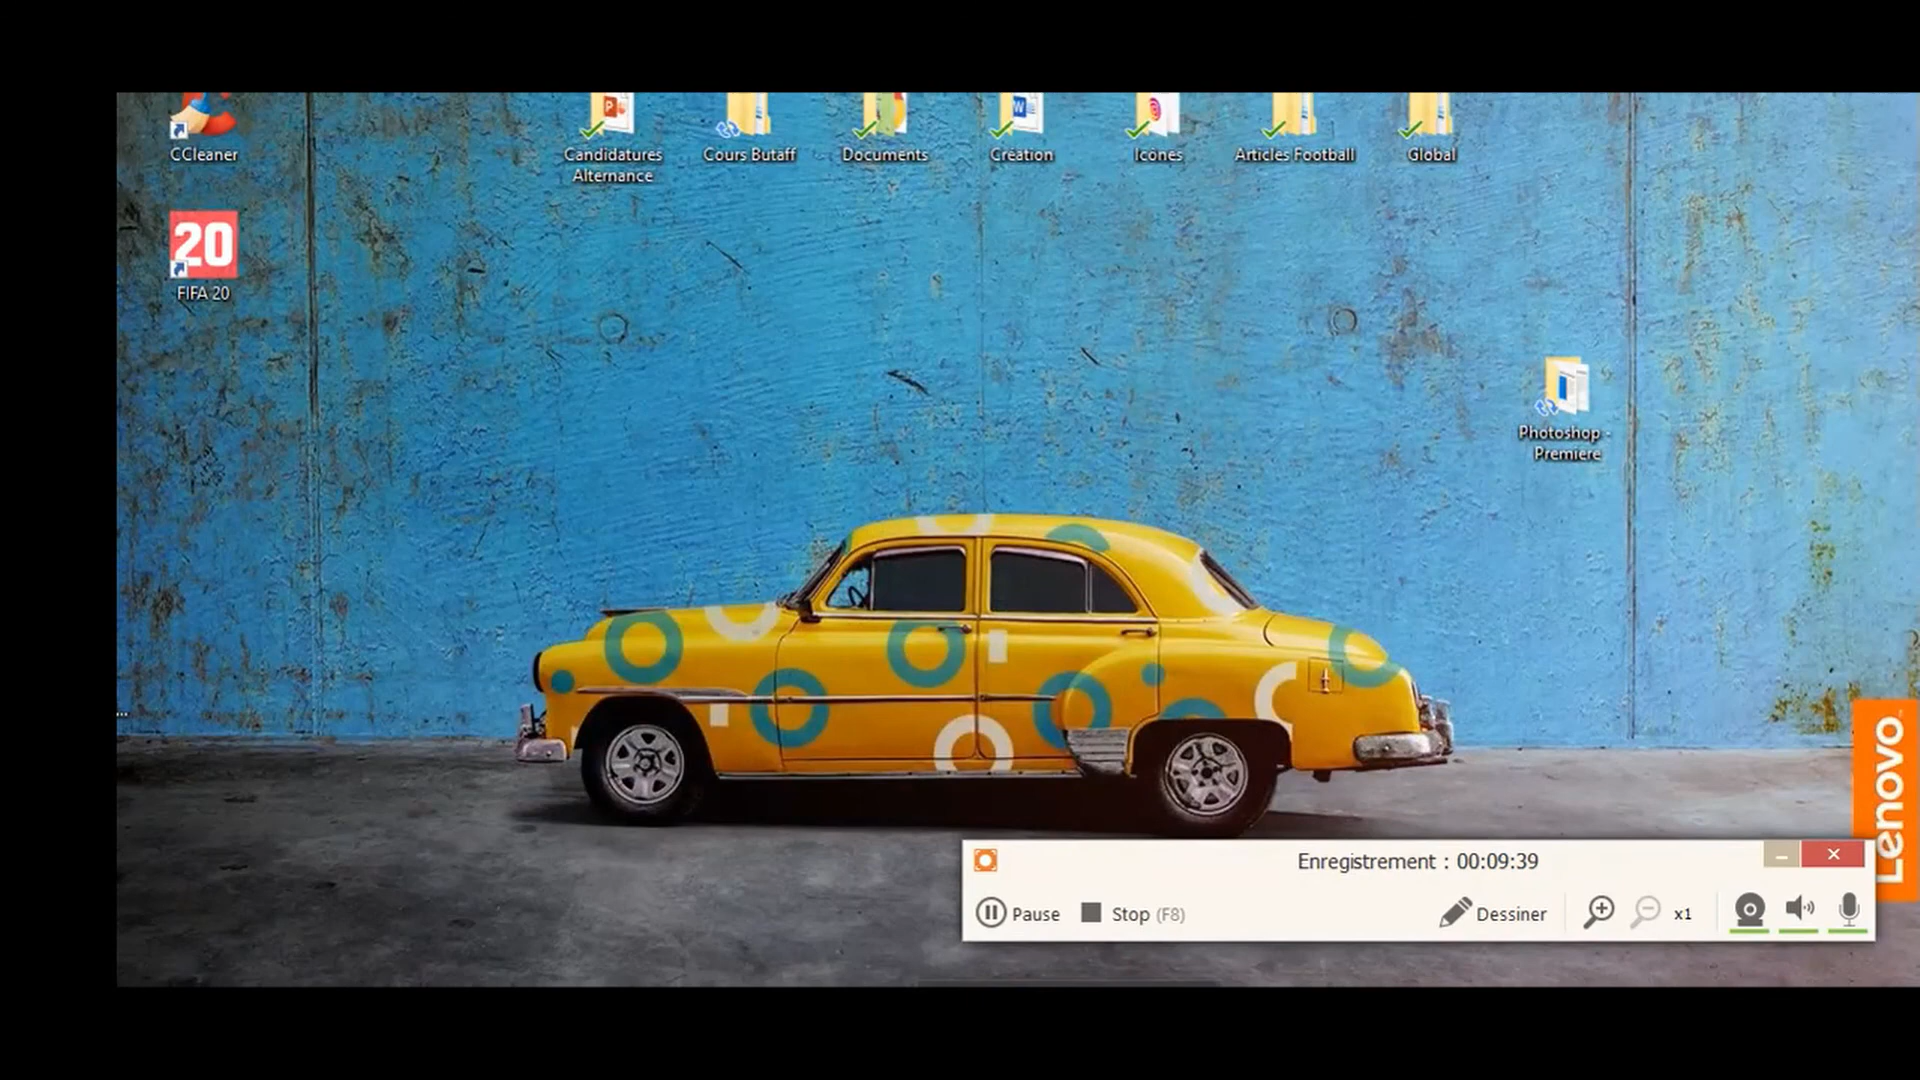 CCleaner
Candidatures
Alternance
Cours Butaff
Documents
Création
Icônes
Articles Football
Global
20
FIFA 20
Photoshop -
Premiere
Lenovo
Enregistrement : 00:09:39
Pause
Stop (F8)
Dessiner
x1